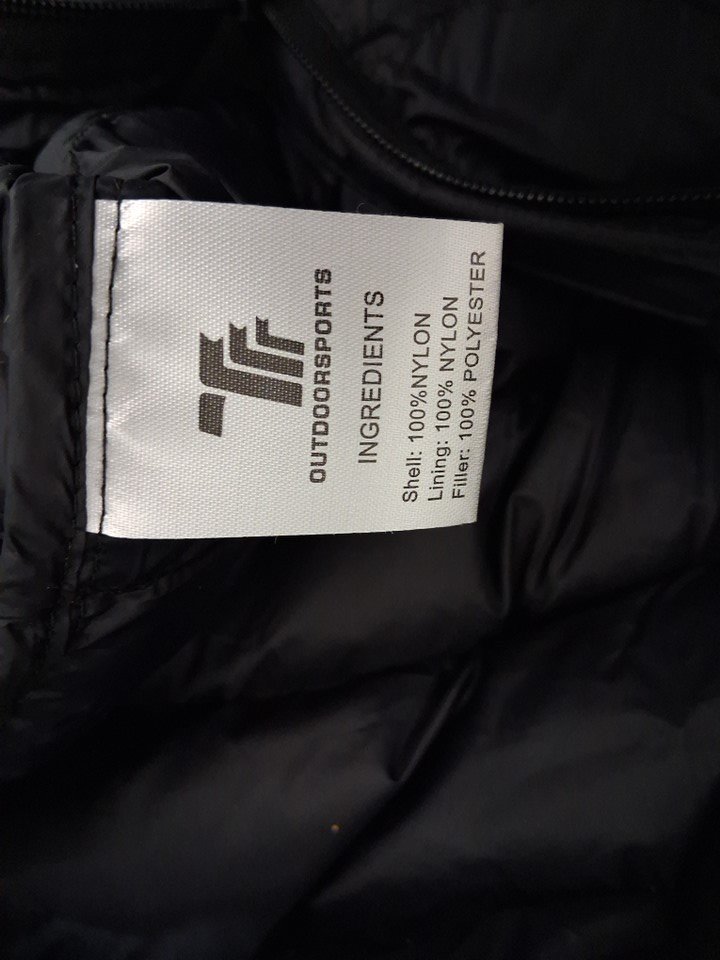 OUTDOORSPORTS
INGREDIENTS
Shell: 100%NYLON
Lining: 100% NYLON
Filler: 100% POLYESTER